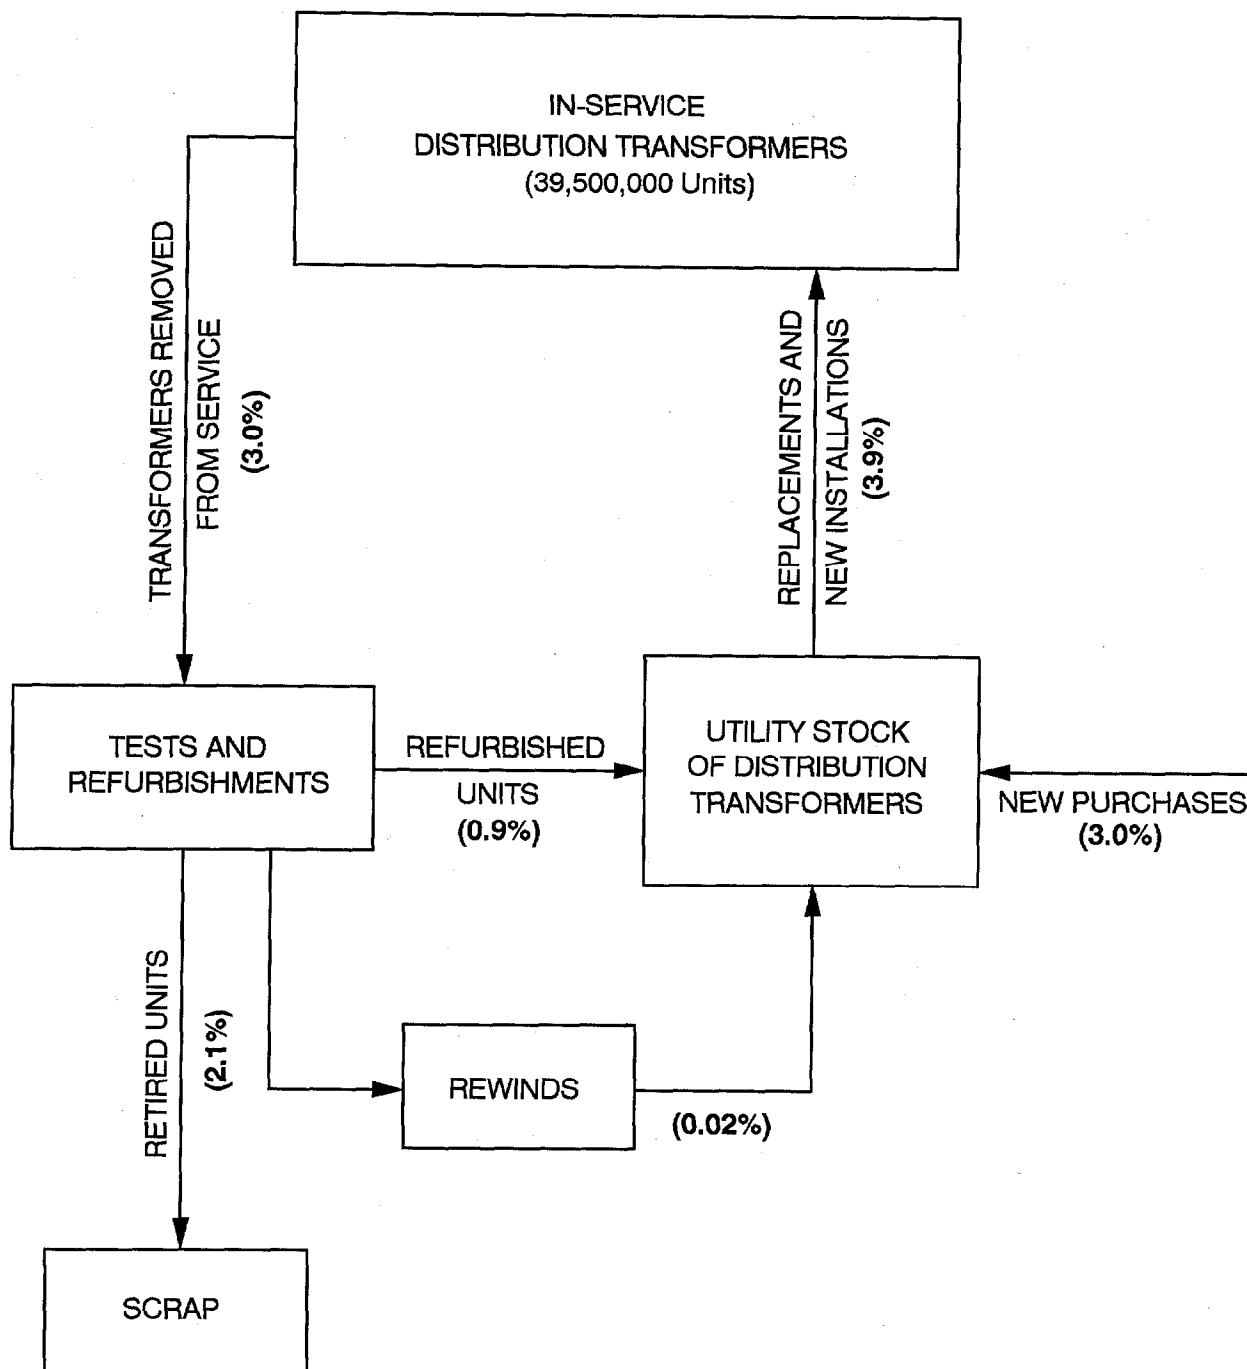 IN-SERVICE
DISTRIBUTION TRANSFORMERS
(39,500,000 Units)
TRANSFORMERS REMOVED
FROM SERVICE
(3.0%)
REPLACEMENTS AND
NEW INSTALLATIONS
(3.9%)
TESTS AND
REFURBISHMENTS
REFURBISHED
UNITS
(0.9%)
UTILITY STOCK
OF DISTRIBUTION
TRANSFORMERS
NEW PURCHASES
(3.0%)
RETIRED UNITS
(2.1%)
REWINDS
(0.02%)
SCRAP